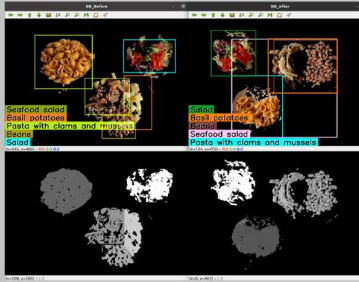 BB_Before
BB_After
Seafood salad
Basil potatoes
Pasta with clams and mussels
Beans
Salad
Salad
Basil potatoes
Beans
Seafood salad
Pasta with clams and mussels